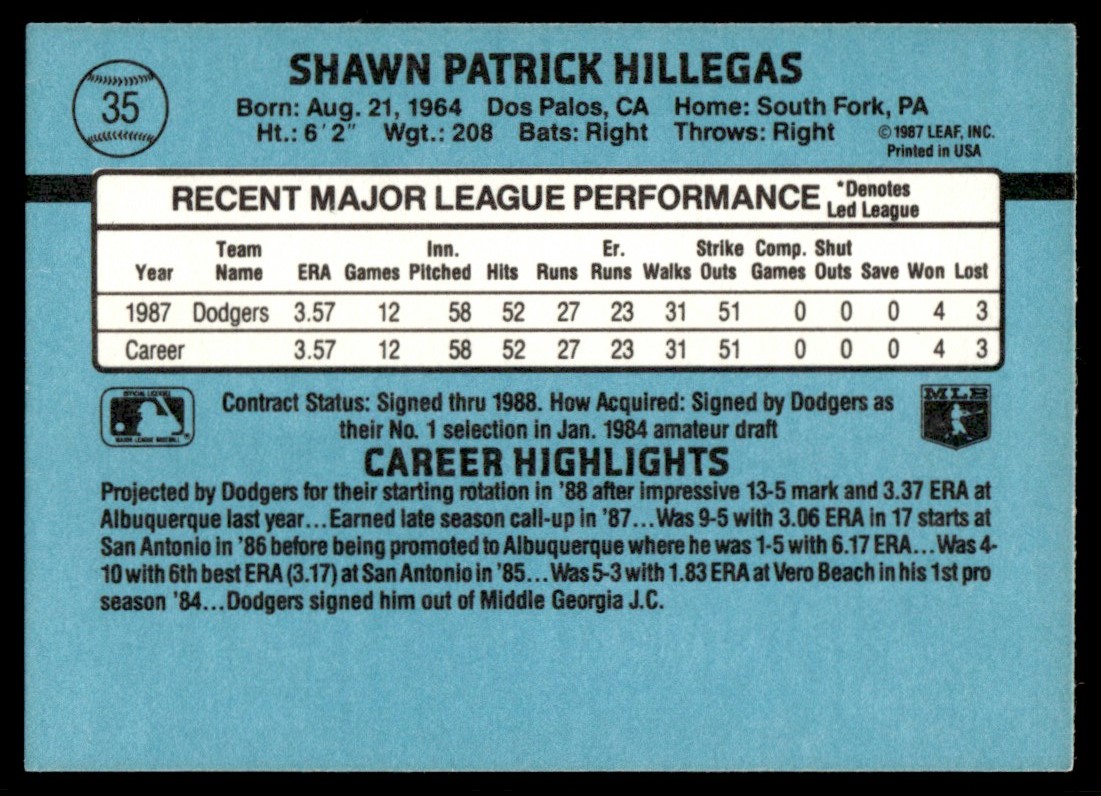 35
SHAWN PATRICK HILLEGAS
Born: Aug. 21, 1964 Dos Palos, CA Home: South Fork, PA
Ht.: 6'2" Wgt.: 208 Bats: Right Throws: Right
©1987 LEAF, INC.
Printed in USA
RECENT MAJOR LEAGUE PERFORMANCE
*Denotes
Led League
Year Team Name ERA Games Inn. Pitched Hits Runs Er. Runs Walks Strike Outs Comp. Games Shut Outs Save Won Lost
1987 Dodgers 3.57 12 58 52 27 23 31 51 0 0 0 4 3
Career 3.57 12 58 52 27 23 31 51 0 0 0 4 3
OFFICIAL LICENSEE
MAJOR LEAGUE BASEBALL
MLB
Contract Status: Signed thru 1988. How Acquired: Signed by Dodgers as
their No. 1 selection in Jan. 1984 amateur draft
CAREER HIGHLIGHTS
Projected by Dodgers for their starting rotation in '88 after impressive 13-5 mark and 3.37 ERA at
Albuquerque last year...Earned late season call-up in '87...Was 9-5 with 3.06 ERA in 17 starts at
San Antonio in '86 before being promoted to Albuquerque where he was 1-5 with 6.17 ERA...Was 4-
10 with 6th best ERA (3.17) at San Antonio in '85...Was 5-3 with 1.83 ERA at Vero Beach in his 1st pro
season '84...Dodgers signed him out of Middle Georgia J.C.